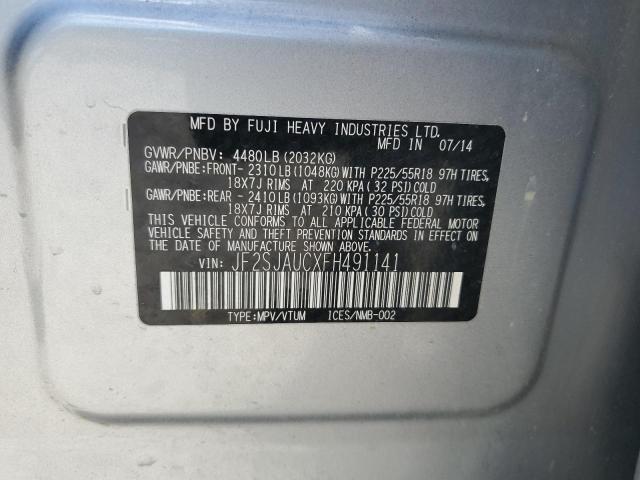 MFD BY FUJI HEAVY INDUSTRIES LTD.
MFD IN 07/14
GVWR/PNBV: 4480LB (2032KG)
GAWR/PNBE:FRONT- 2310LB (1048KG) WITH P225/55R18 97H TIRES,
18X7J RIMS AT 220 KPA (32 PSI) COLD
GAWR/PNBE:REAR - 2410LB (1093KG) WITH P225/55R18 97H TIRES,
18X7J RIMS AT 210 KPA (30 PSI) COLD
THIS VEHICLE CONFORMS TO ALL APPLICABLE FEDERAL MOTOR
VEHICLE SAFETY AND THEFT PREVENTION STANDARDS
IN EFFECT ON THE DATE OF MANUFACTURE SHOWN ABOVE.
VIN: JF2SJAUCXFH491141
TYPE:MPV/VTUM ICES/NMB-002